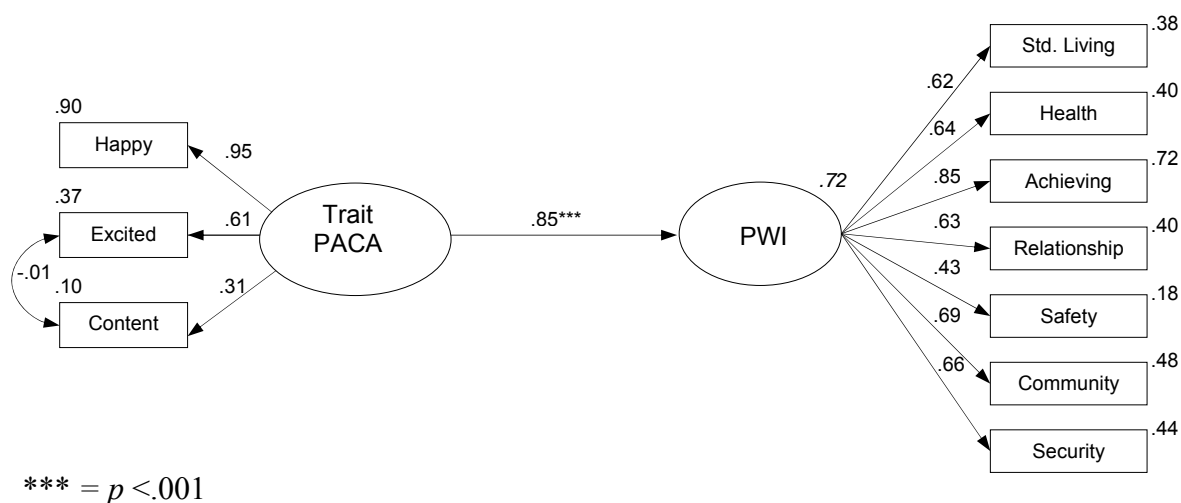 .38
Std. Living
.62
.90
.40
Happy
Health
.95
.64
.72
.72
.37
Achieving
.85
Trait
PACA
.61
Excited
.85***
PWI
.63
.40
Relationship
-.01
.10
.31
.43
.18
Content
Safety
.69
.48
.66
Community
.44
Security
*** = p <.001